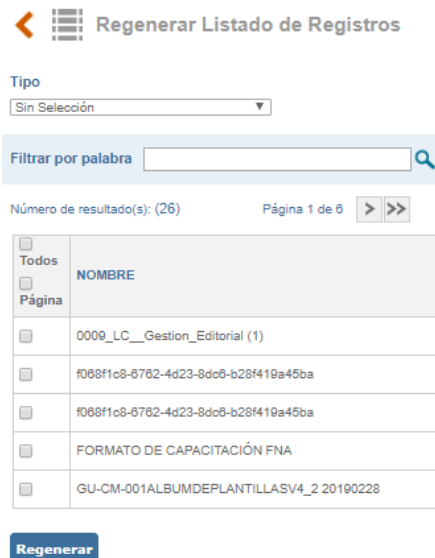 Regenerar Listado de Registros
Tipo
Sin Selección
Filtrar por palabra
Número de resultado(s): (26) Página 1 de 6 > >>
Todos
Página
NOMBRE
0009_LC__Gestion_Editorial (1)
f068f1c8-6762-4d23-8dc6-b28f419a45ba
f068f1c8-6762-4d23-8dc6-b28f419a45ba
FORMATO DE CAPACITACIÓN FNA
GU-CM-001ALBUMDEPLANTILLASV4_2 20190228
Regenerar